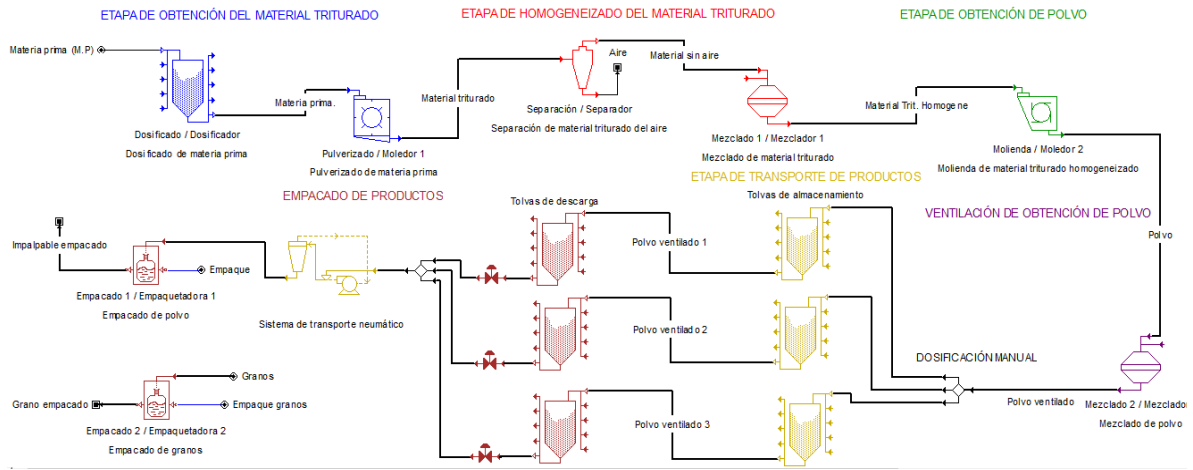 ETAPA DE OBTENCIÓN DEL MATERIAL TRITURADO
ETAPA DE HOMOGENEIZADO DEL MATERIAL TRITURADO
ETAPA DE OBTENCIÓN DE POLVO
Materia prima (M.P)
Materia prima.
Dosificado / Dosificador
Dosificado de materia prima
Pulverizado / Moledor 1
Pulverizado de materia prima
Material triturado
Aire
Material sin aire
Separación / Separador
Separación de material triturado del aire
Mezclado 1 / Mezclador 1
Mezclado de material triturado
Material Trit. Homogene
Molienda / Moledor 2
Molienda de material triturado homogeneizado
ETAPA DE TRANSPORTE DE PRODUCTOS
EMPACADO DE PRODUCTOS
Tolvas de descarga
Tolvas de almacenamiento
VENTILACIÓN DE OBTENCIÓN DE POLVO
Polvo
Impalpable empacado
Empaque
Empacado 1 / Empaquetadora 1
Empacado de polvo
Sistema de transporte neumático
Polvo ventilado 1
Polvo ventilado 2
Polvo ventilado 3
DOSIFICACIÓN MANUAL
Polvo ventilado
Mezclado 2 / Mezclador
Mezclado de polvo
Granos
Grano empacado
Empaque granos
Empacado 2 / Empaquetadora 2
Empacado de granos